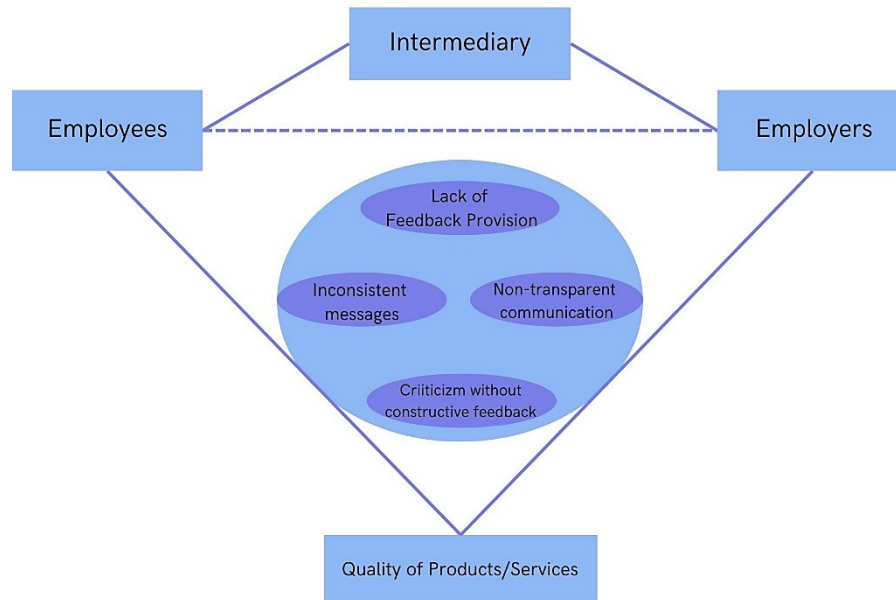 Intermediary
Employees
Employers
Lack of
Feedback Provision
Inconsistent
messages
Non-transparent
communication
Criiticizm without
constructive feedback
Quality of Products/Services